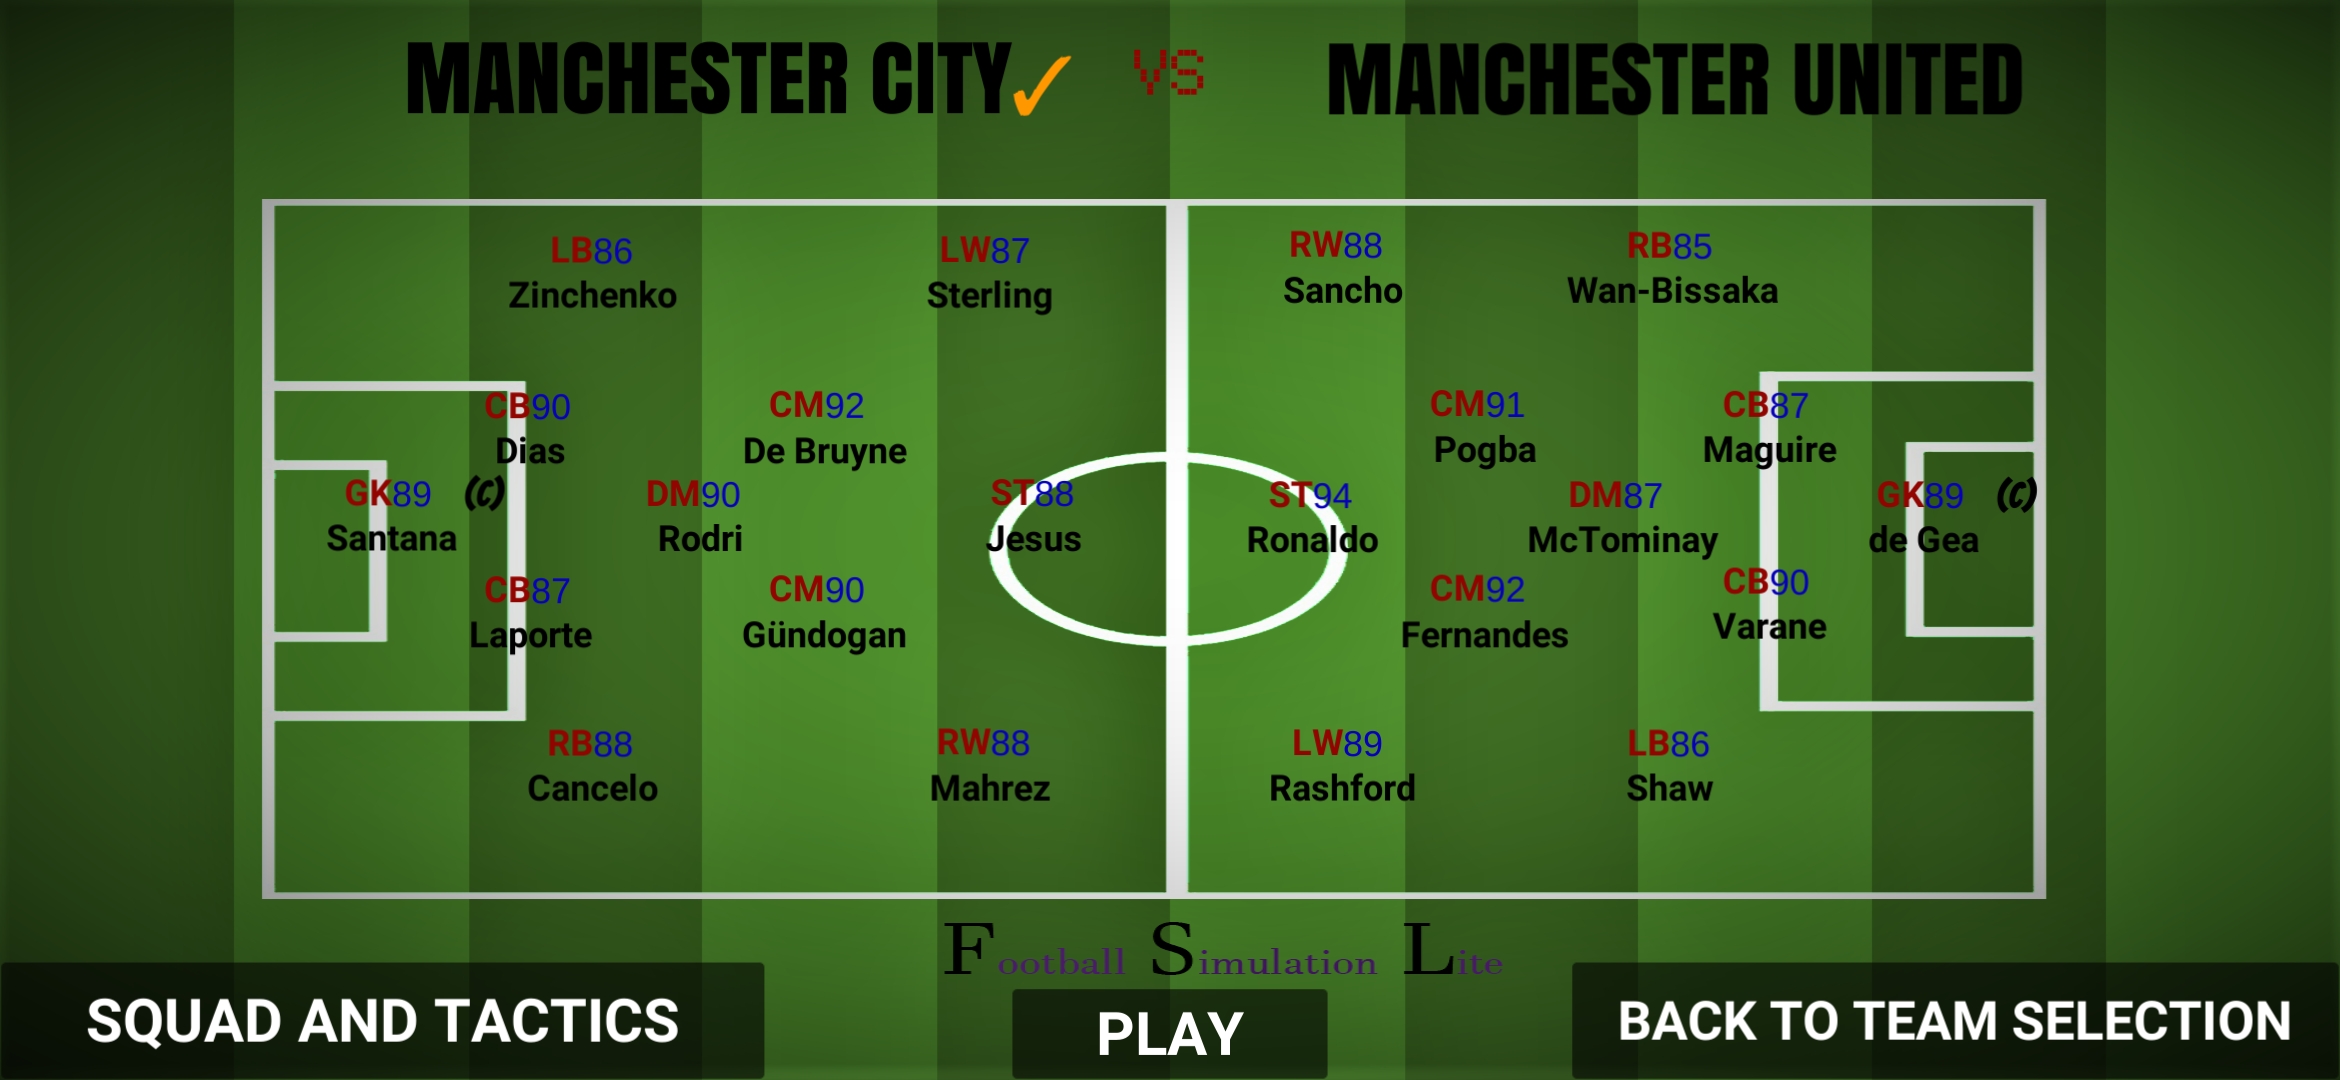 MANCHESTER CITY✓ VS MANCHESTER UNITED
LB86
Zinchenko
LW87
Sterling
RW88
Sancho
RB85
Wan-Bissaka
CB90
Dias
CM92
De Bruyne
CM91
Pogba
CB87
Maguire
GK89 (C)
Santana
DM90
Rodri
ST88
Jesus
ST94
Ronaldo
DM87
McTominay
GK89 (C)
de Gea
CB87
Laporte
CM90
Gündogan
CM92
Fernandes
CB90
Varane
RB88
Cancelo
RW88
Mahrez
LW89
Rashford
LB86
Shaw
Football Simulation Lite
SQUAD AND TACTICS
PLAY
BACK TO TEAM SELECTION